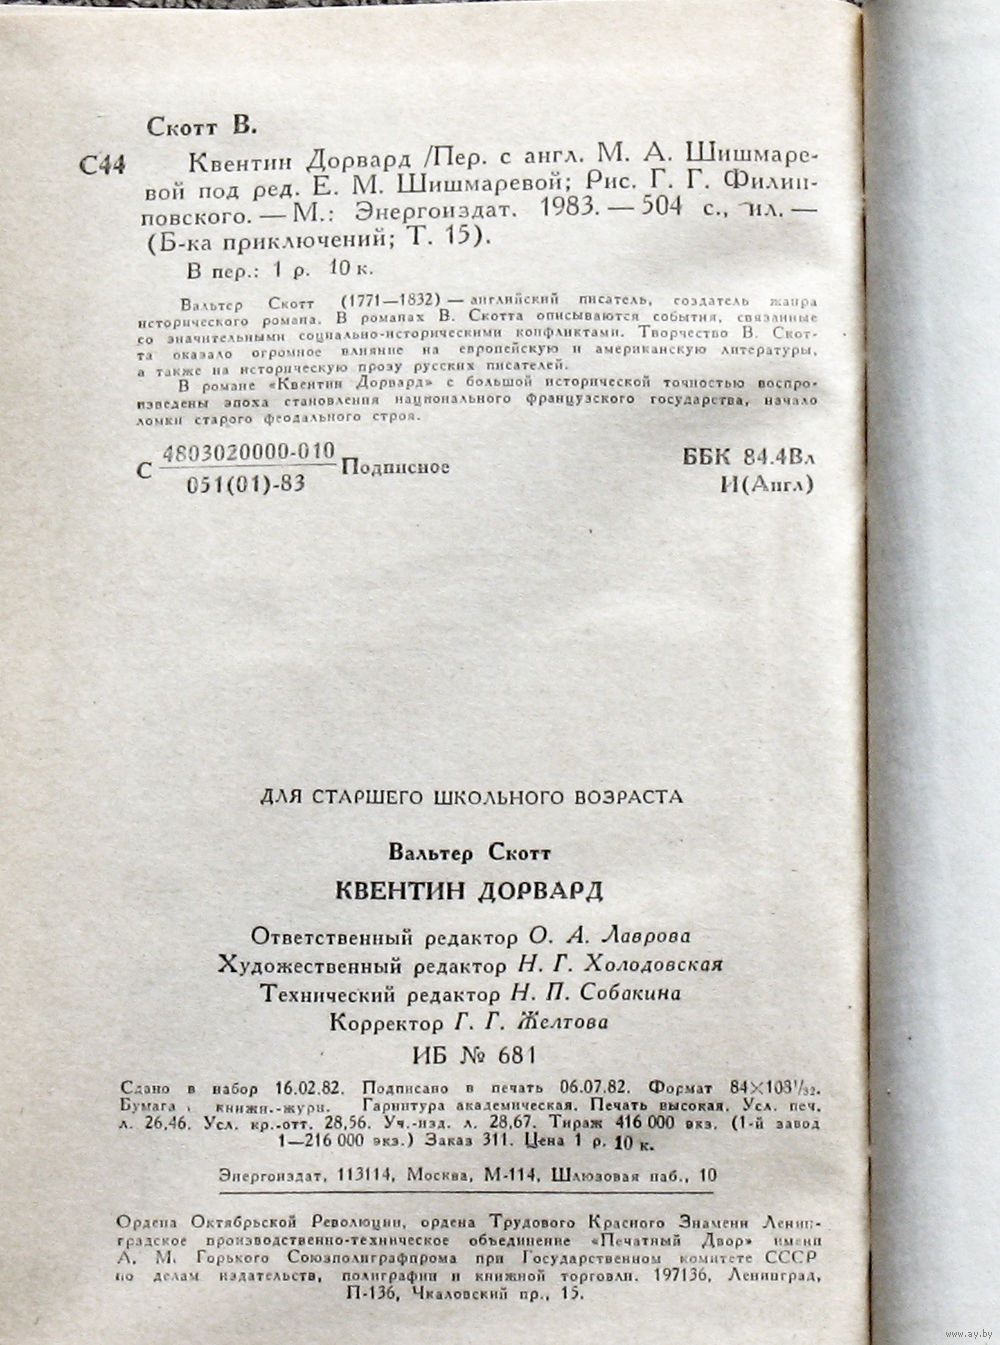 Скотт В.
С44
Квентин Дорвард /Пер. с англ. М. А. Шишмаре-
вой под ред. Е. М. Шишмаревой; Рис. Г. Г. Филип-
повского. — М.: Энергоиздат. 1983. — 504 с., ил. —
(Б-ка приключений; Т. 15).
В пер.: 1 р. 10 к.
Вальтер Скотт (1771—1832) — английский писатель, создатель жанра
исторического романа. В романах В. Скотта описываются события, связанные
со значительными социально-историческими конфликтами. Творчество В. Скот-
та оказало огромное влияние на европейскую и американскую литературы,
а также на историческую прозу русских писателей.
В романе «Квентин Дорвард» с большой исторической точностью воспро-
изведены эпоха становления национального французского государства, начало
ломки старого феодального строя.
С 4803020000-010 Подписное
051(01)-83
ББК 84.4Вл
И(Англ)
ДЛЯ СТАРШЕГО ШКОЛЬНОГО ВОЗРАСТА
Вальтер Скотт
КВЕНТИН ДОРВАРД
Ответственный редактор О. А. Лаврова
Художественный редактор Н. Г. Холодовская
Технический редактор Н. П. Собакина
Корректор Г. Г. Желтова
ИБ № 681
Сдано в набор 16.02.82. Подписано в печать 06.07.82. Формат 84×108¹/₃₂.
Бумага книжн.-журн. Гарнитура академическая. Печать высокая. Усл. печ.
л. 26,46. Усл. кр.-отт. 28,56. Уч.-изд. л. 28,67. Тираж 416 000 экз. (1-й завод
1—216 000 экз.) Заказ 311. Цена 1 р. 10 к.
Энергоиздат, 113114, Москва, М-114, Шлюзовая наб., 10
Ордена Октябрьской Революции, ордена Трудового Красного Знамени Ленин-
градское производственно-техническое объединение «Печатный Двор» имени
А. М. Горького Союзполиграфпрома при Государственном комитете СССР
по делам издательств, полиграфии и книжной торговли. 197136, Ленинград,
П-136, Чкаловский пр., 15.
www.ay.by